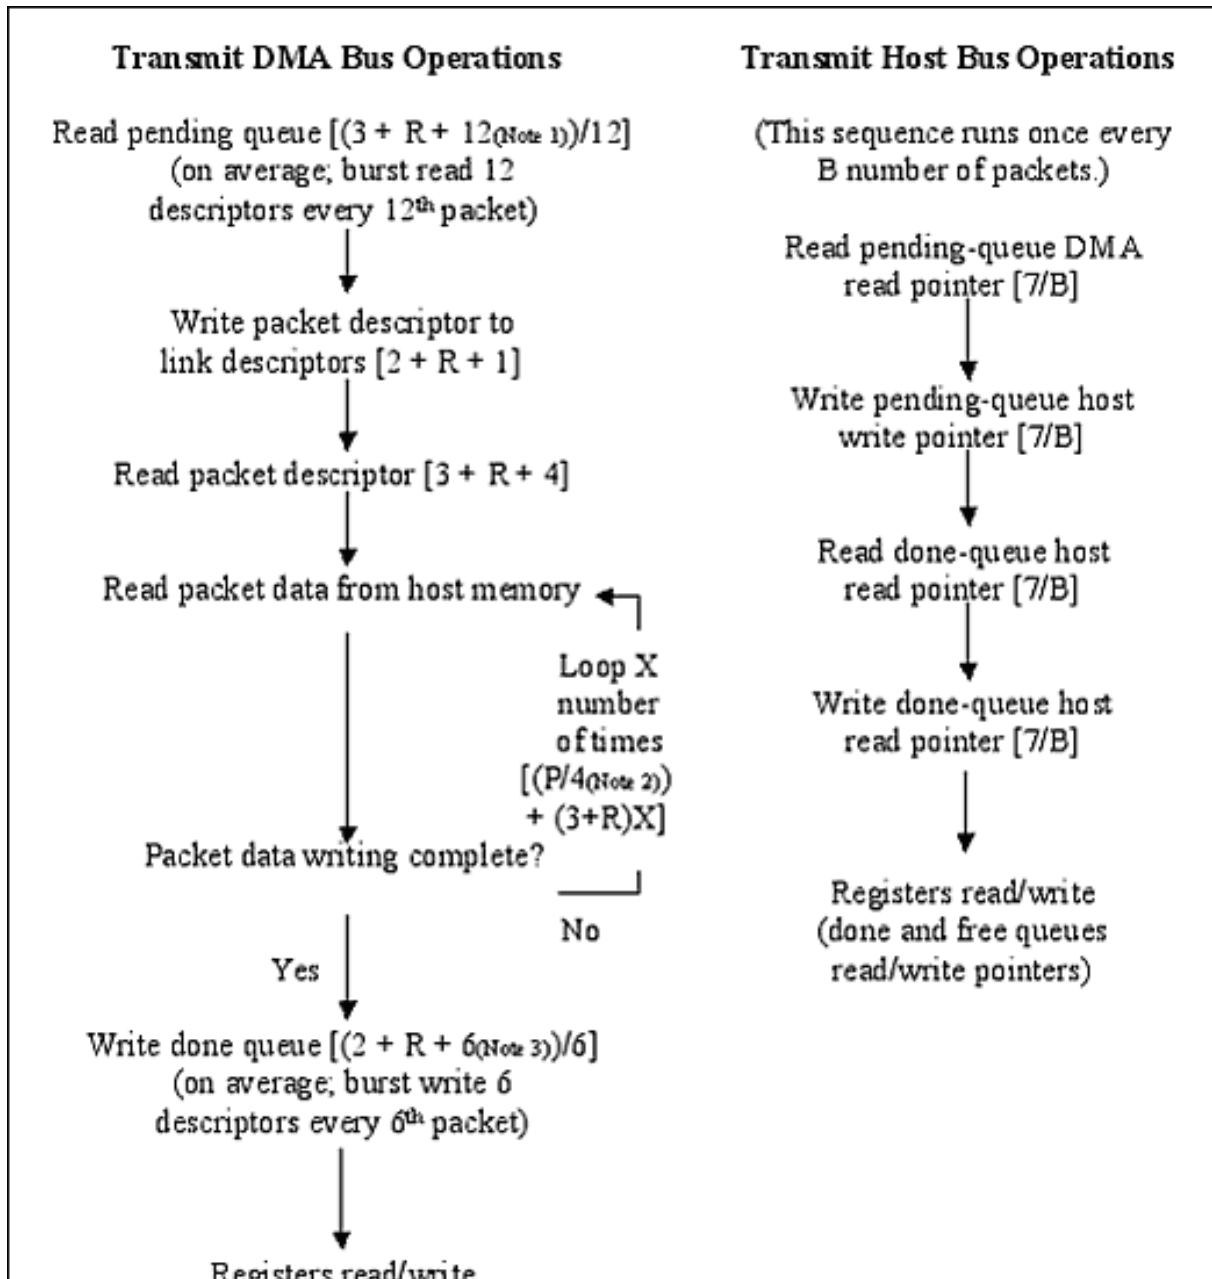 Transmit DMA Bus Operations
Read pending queue [(3 + R + 12(Note 1))/12]
(on average; burst read 12
descriptors every 12th packet)
Write packet descriptor to
link descriptors [2 + R + 1]
Read packet descriptor [3 + R + 4]
Read packet data from host memory
Loop X
number
of times
[(P/4(Note 2))
+ (3+R)X]
Packet data writing complete?
No
Yes
Write done queue [(2 + R + 6(Note 3))/6]
(on average; burst write 6
descriptors every 6th packet)
Registers read/write
Transmit Host Bus Operations
(This sequence runs once every
B number of packets.)
Read pending-queue DMA
read pointer [7/B]
Write pending-queue host
write pointer [7/B]
Read done-queue host
read pointer [7/B]
Write done-queue host
read pointer [7/B]
Registers read/write
(done and free queues
read/write pointers)